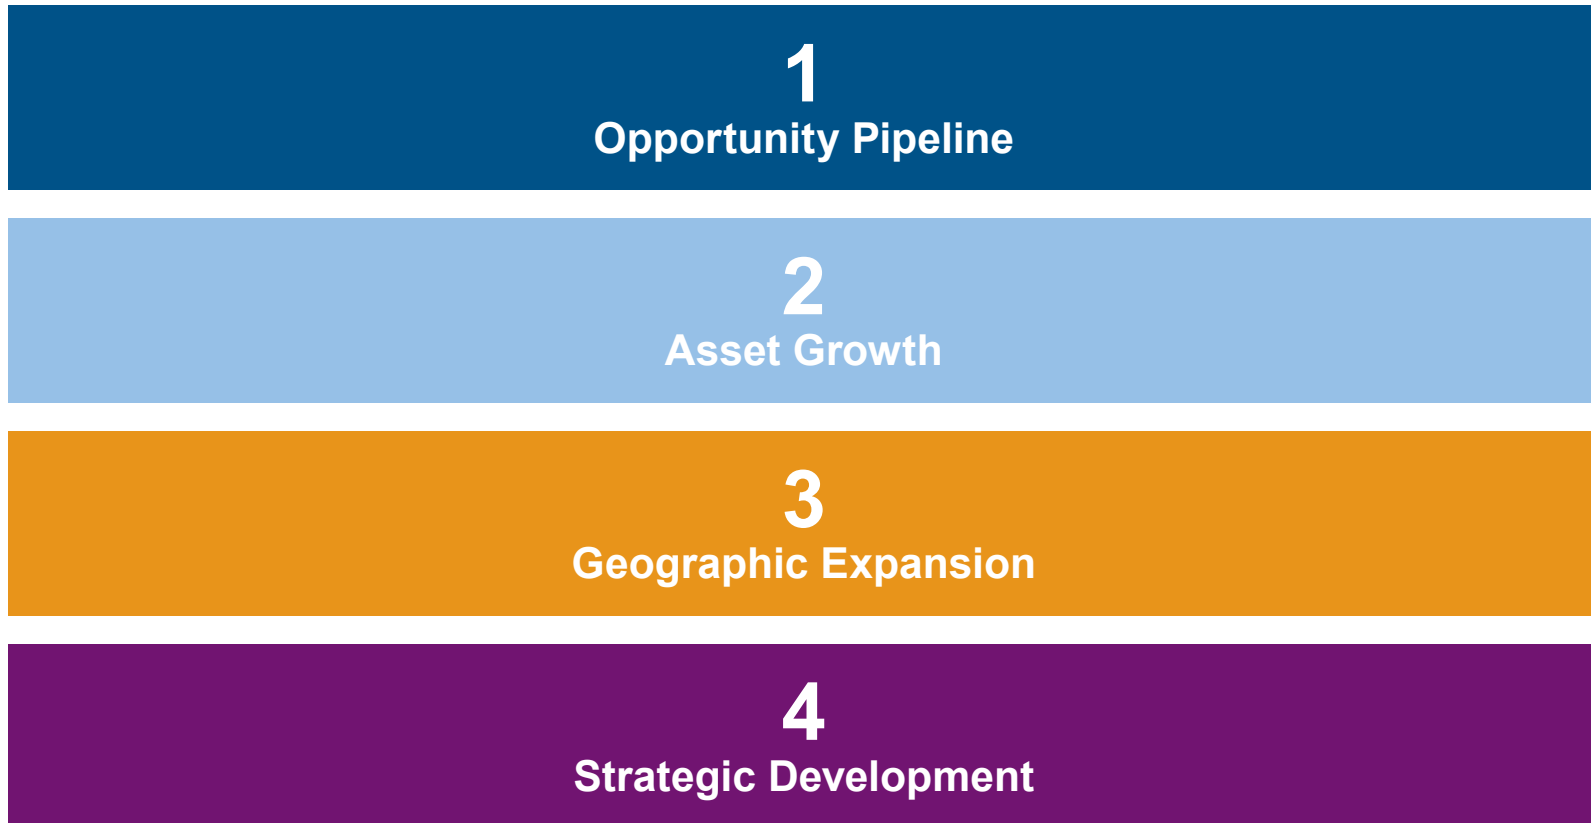 1
Opportunity Pipeline
2
Asset Growth
3
Geographic Expansion
4
Strategic Development